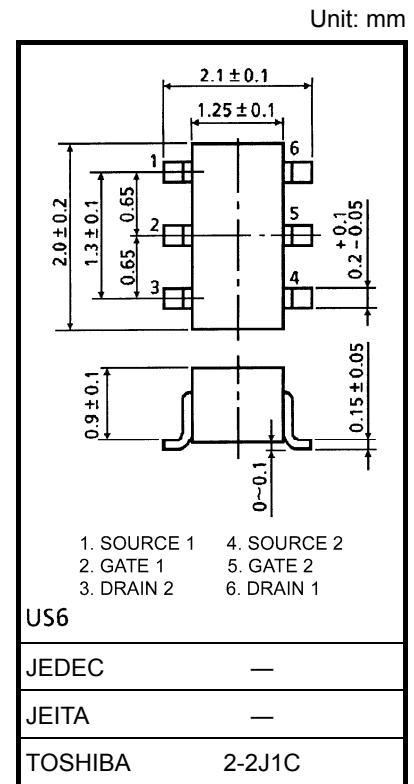 Unit: mm
2.1±0.1
1.25±0.1
1
6
2.0±0.2
1.3±0.1
0.65
2
5
+0.1
0.2-0.05
0.65
3
4
0.9±0.1
0.15±0.05
0~0.1
1. SOURCE 1 4. SOURCE 2
2. GATE 1 5. GATE 2
3. DRAIN 2 6. DRAIN 1
US6
JEDEC —
JEITA —
TOSHIBA 2-2J1C